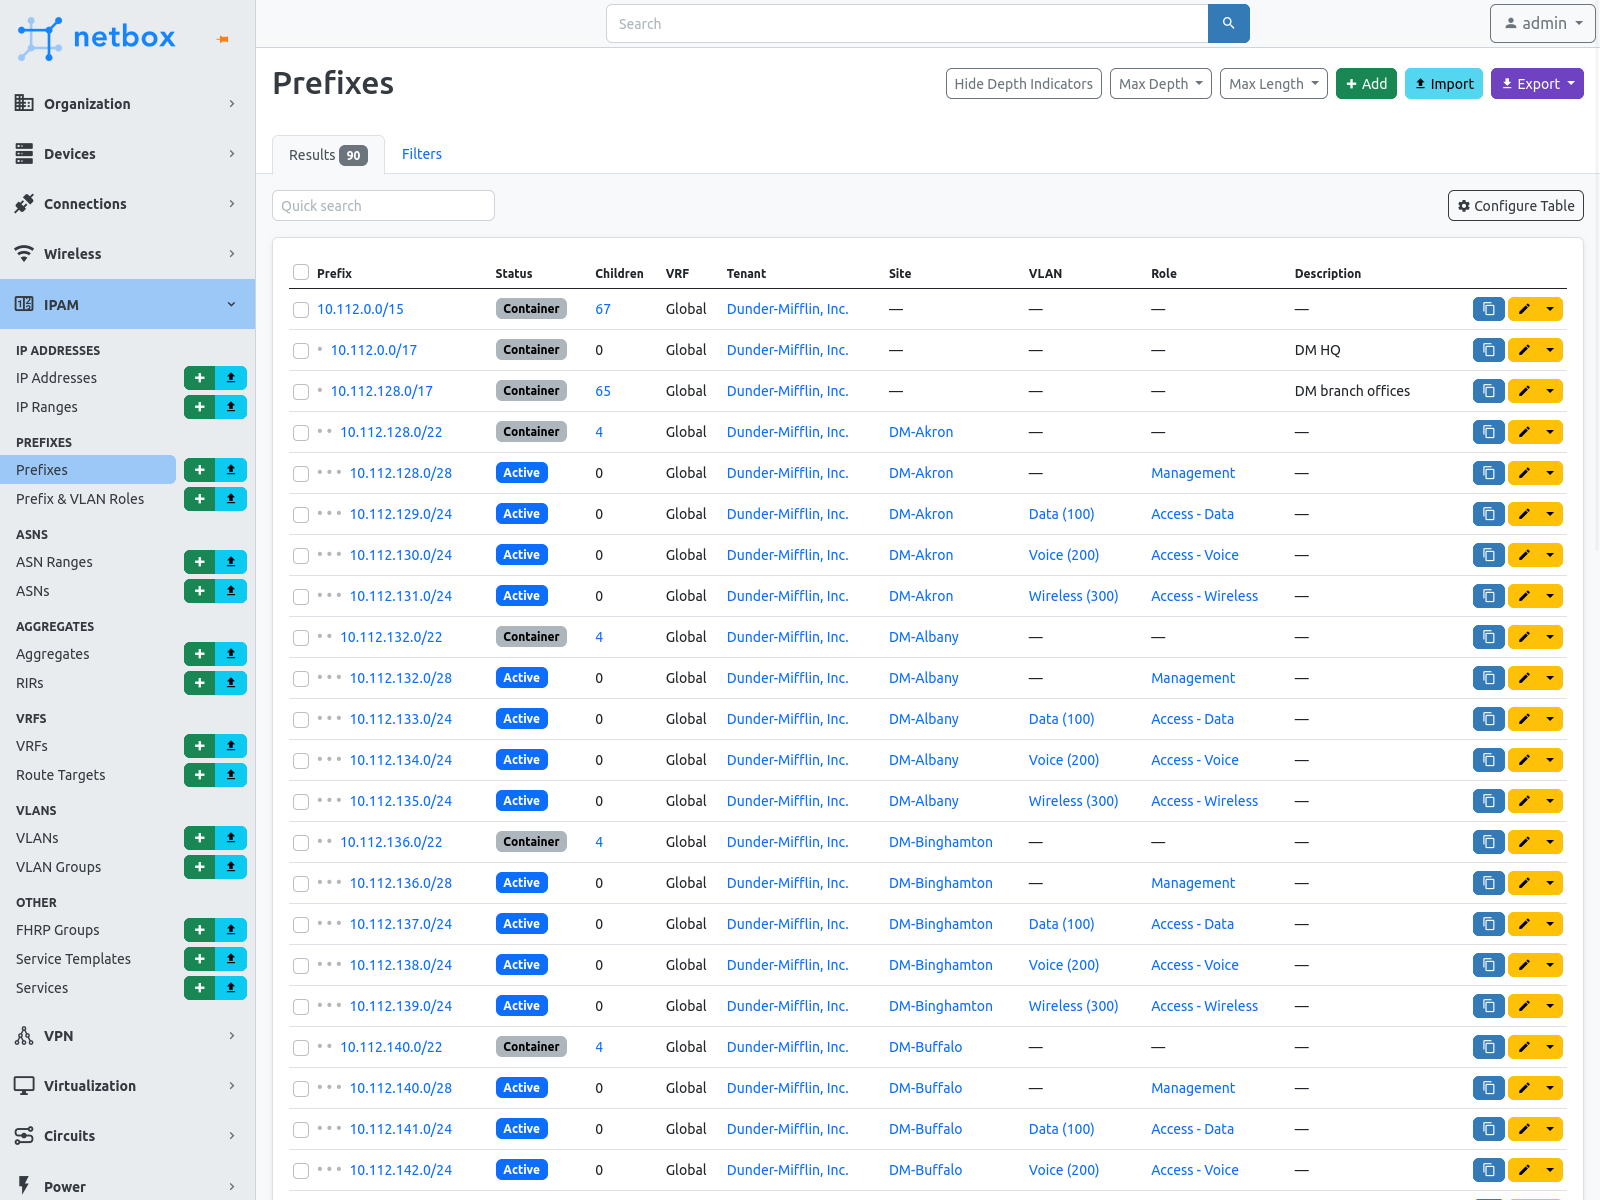 netbox
Search
admin
Organization
Devices
Connections
Wireless
IPAM
IP ADDRESSES
IP Addresses
IP Ranges
PREFIXES
Prefixes
Prefix & VLAN Roles
ASNS
ASN Ranges
ASNs
AGGREGATES
Aggregates
RIRs
VRFS
VRFs
Route Targets
VLANS
VLANs
VLAN Groups
OTHER
FHRP Groups
Service Templates
Services
VPN
Virtualization
Circuits
Power
Prefixes
Hide Depth Indicators Max Depth Max Length Add Import Export
Results 90 Filters
Quick search
Configure Table
Prefix Status Children VRF Tenant Site VLAN Role Description
10.112.0.0/15 Container 67 Global Dunder-Mifflin, Inc. — — — —
• 10.112.0.0/17 Container 0 Global Dunder-Mifflin, Inc. — — — DM HQ
• 10.112.128.0/17 Container 65 Global Dunder-Mifflin, Inc. — — — DM branch offices
• • 10.112.128.0/22 Container 4 Global Dunder-Mifflin, Inc. DM-Akron — — —
• • • 10.112.128.0/28 Active 0 Global Dunder-Mifflin, Inc. DM-Akron — Management —
• • • 10.112.129.0/24 Active 0 Global Dunder-Mifflin, Inc. DM-Akron Data (100) Access - Data —
• • • 10.112.130.0/24 Active 0 Global Dunder-Mifflin, Inc. DM-Akron Voice (200) Access - Voice —
• • • 10.112.131.0/24 Active 0 Global Dunder-Mifflin, Inc. DM-Akron Wireless (300) Access - Wireless —
• • 10.112.132.0/22 Container 4 Global Dunder-Mifflin, Inc. DM-Albany — — —
• • • 10.112.132.0/28 Active 0 Global Dunder-Mifflin, Inc. DM-Albany — Management —
• • • 10.112.133.0/24 Active 0 Global Dunder-Mifflin, Inc. DM-Albany Data (100) Access - Data —
• • • 10.112.134.0/24 Active 0 Global Dunder-Mifflin, Inc. DM-Albany Voice (200) Access - Voice —
• • • 10.112.135.0/24 Active 0 Global Dunder-Mifflin, Inc. DM-Albany Wireless (300) Access - Wireless —
• • 10.112.136.0/22 Container 4 Global Dunder-Mifflin, Inc. DM-Binghamton — — —
• • • 10.112.136.0/28 Active 0 Global Dunder-Mifflin, Inc. DM-Binghamton — Management —
• • • 10.112.137.0/24 Active 0 Global Dunder-Mifflin, Inc. DM-Binghamton Data (100) Access - Data —
• • • 10.112.138.0/24 Active 0 Global Dunder-Mifflin, Inc. DM-Binghamton Voice (200) Access - Voice —
• • • 10.112.139.0/24 Active 0 Global Dunder-Mifflin, Inc. DM-Binghamton Wireless (300) Access - Wireless —
• • 10.112.140.0/22 Container 4 Global Dunder-Mifflin, Inc. DM-Buffalo — — —
• • • 10.112.140.0/28 Active 0 Global Dunder-Mifflin, Inc. DM-Buffalo — Management —
• • • 10.112.141.0/24 Active 0 Global Dunder-Mifflin, Inc. DM-Buffalo Data (100) Access - Data —
• • • 10.112.142.0/24 Active 0 Global Dunder-Mifflin, Inc. DM-Buffalo Voice (200) Access - Voice —